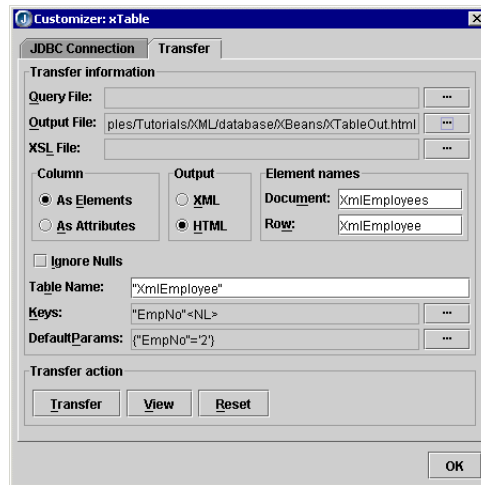 Customizer: xTable
JDBC Connection Transfer
Transfer information
Query File: ...
Output File: ples/Tutorials/XML/database/XBeans/XTableOut.html ...
XSL File: ...
Column Output Element names
As Elements XML Document: XmlEmployees
As Attributes HTML Row: XmlEmployee
Ignore Nulls
Table Name: "XmlEmployee"
Keys: "EmpNo"<NL> ...
DefaultParams: {"EmpNo"='2'} ...
Transfer action
Transfer View Reset
OK